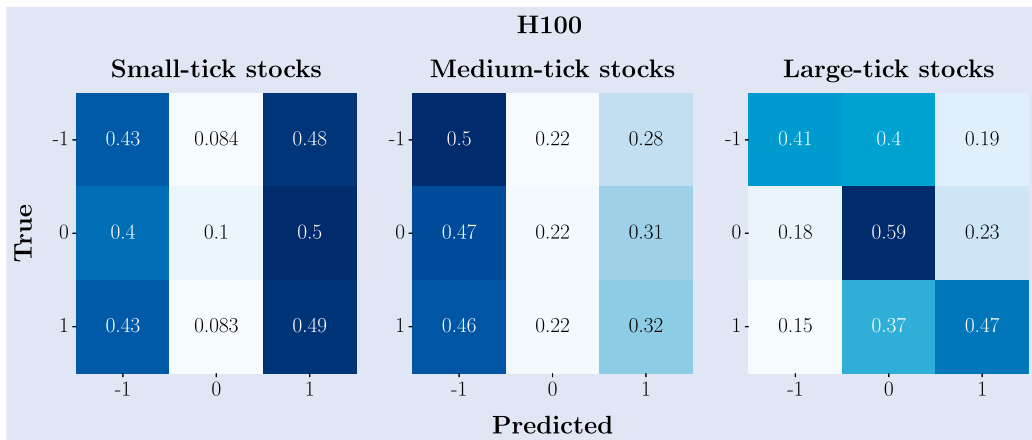 H100
Small-tick stocks Medium-tick stocks Large-tick stocks
-1 0.43 0.084 0.48 -1 0.5 0.22 0.28 -1 0.41 0.4 0.19
True
0 0.4 0.1 0.5 0 0.47 0.22 0.31 0 0.18 0.59 0.23
1 0.43 0.083 0.49 1 0.46 0.22 0.32 1 0.15 0.37 0.47
-1 0 1 -1 0 1 -1 0 1
Predicted